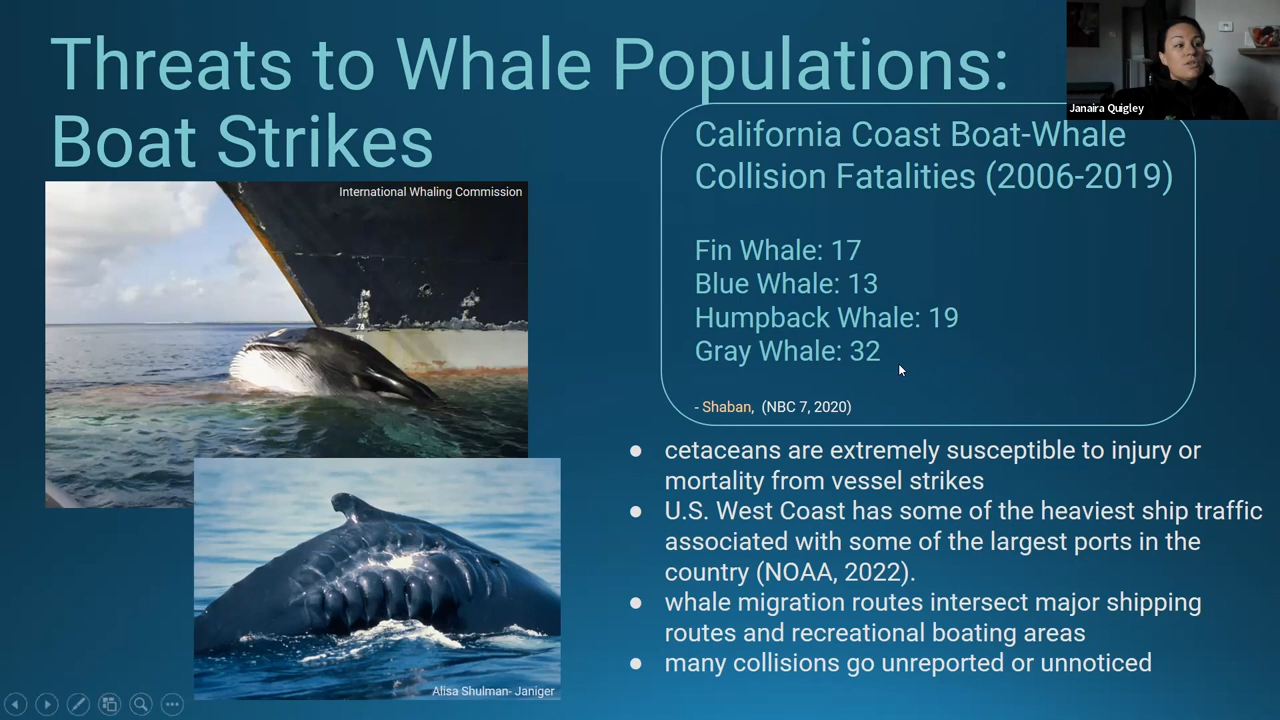 Threats to Whale Populations:
Boat Strikes
Janaira Quigley
International Whaling Commission
California Coast Boat-Whale
Collision Fatalities (2006-2019)
Fin Whale: 17
Blue Whale: 13
Humpback Whale: 19
Gray Whale: 32
- Shaban, (NBC 7, 2020)
● cetaceans are extremely susceptible to injury or
mortality from vessel strikes
● U.S. West Coast has some of the heaviest ship traffic
associated with some of the largest ports in the
country (NOAA, 2022).
● whale migration routes intersect major shipping
routes and recreational boating areas
● many collisions go unreported or unnoticed
Alisa Shulman- Janiger